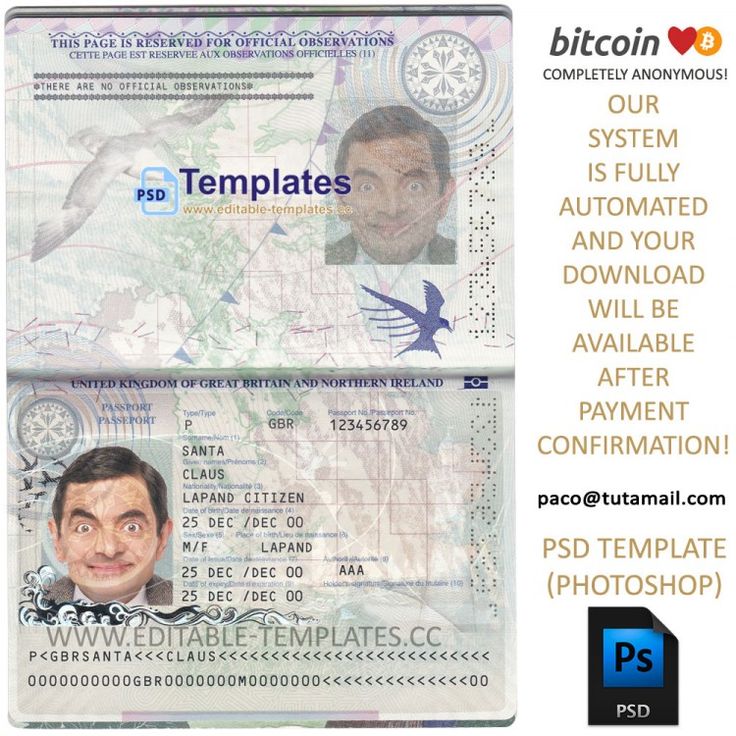 THIS PAGE IS RESERVED FOR OFFICIAL OBSERVATIONS
CETTE PAGE EST RESERVEE AUX OBSERVATIONS OFFICIELLES (11)
*THERE ARE NO OFFICIAL OBSERVATIONS*
PSD Templates
www.editable-templates.cc
UNITED KINGDOM OF GREAT BRITAIN AND NORTHERN IRELAND
PASSPORT
PASSEPORT
Type/Type
Code/Code
Passport No./Passeport No.
P
GBR
123456789
Surname/Nom (1)
SANTA
Given names/Prénoms (2)
CLAUS
Nationality/Nationalité (3)
LAPAND CITIZEN
Date of birth/Date de naissance (4)
25 DEC /DEC 00
Sex/Sexe (5) Place of birth/Lieu de naissance (6)
M/F LAPAND
Date of issue/Date de délivrance (7) Authority/Autorité (8)
25 DEC /DEC 00 AAA
Date of expiry/Date d'expiration (9) Holder's signature/Signature du titulaire (10)
25 DEC /DEC 00
WWW.EDITABLE-TEMPLATES.CC
P<GBRSANTA<<<CLAUS<<<<<<<<<<<<<<<<<<<<<<<<<<
0000000000GBR0000000M0000000<<<<<<<<<<<<<<00
bitcoin
COMPLETELY ANONYMOUS!
OUR
SYSTEM
IS FULLY
AUTOMATED
AND YOUR
DOWNLOAD
WILL BE
AVAILABLE
AFTER
PAYMENT
CONFIRMATION!
paco@tutamail.com
PSD TEMPLATE
(PHOTOSHOP)
Ps
PSD